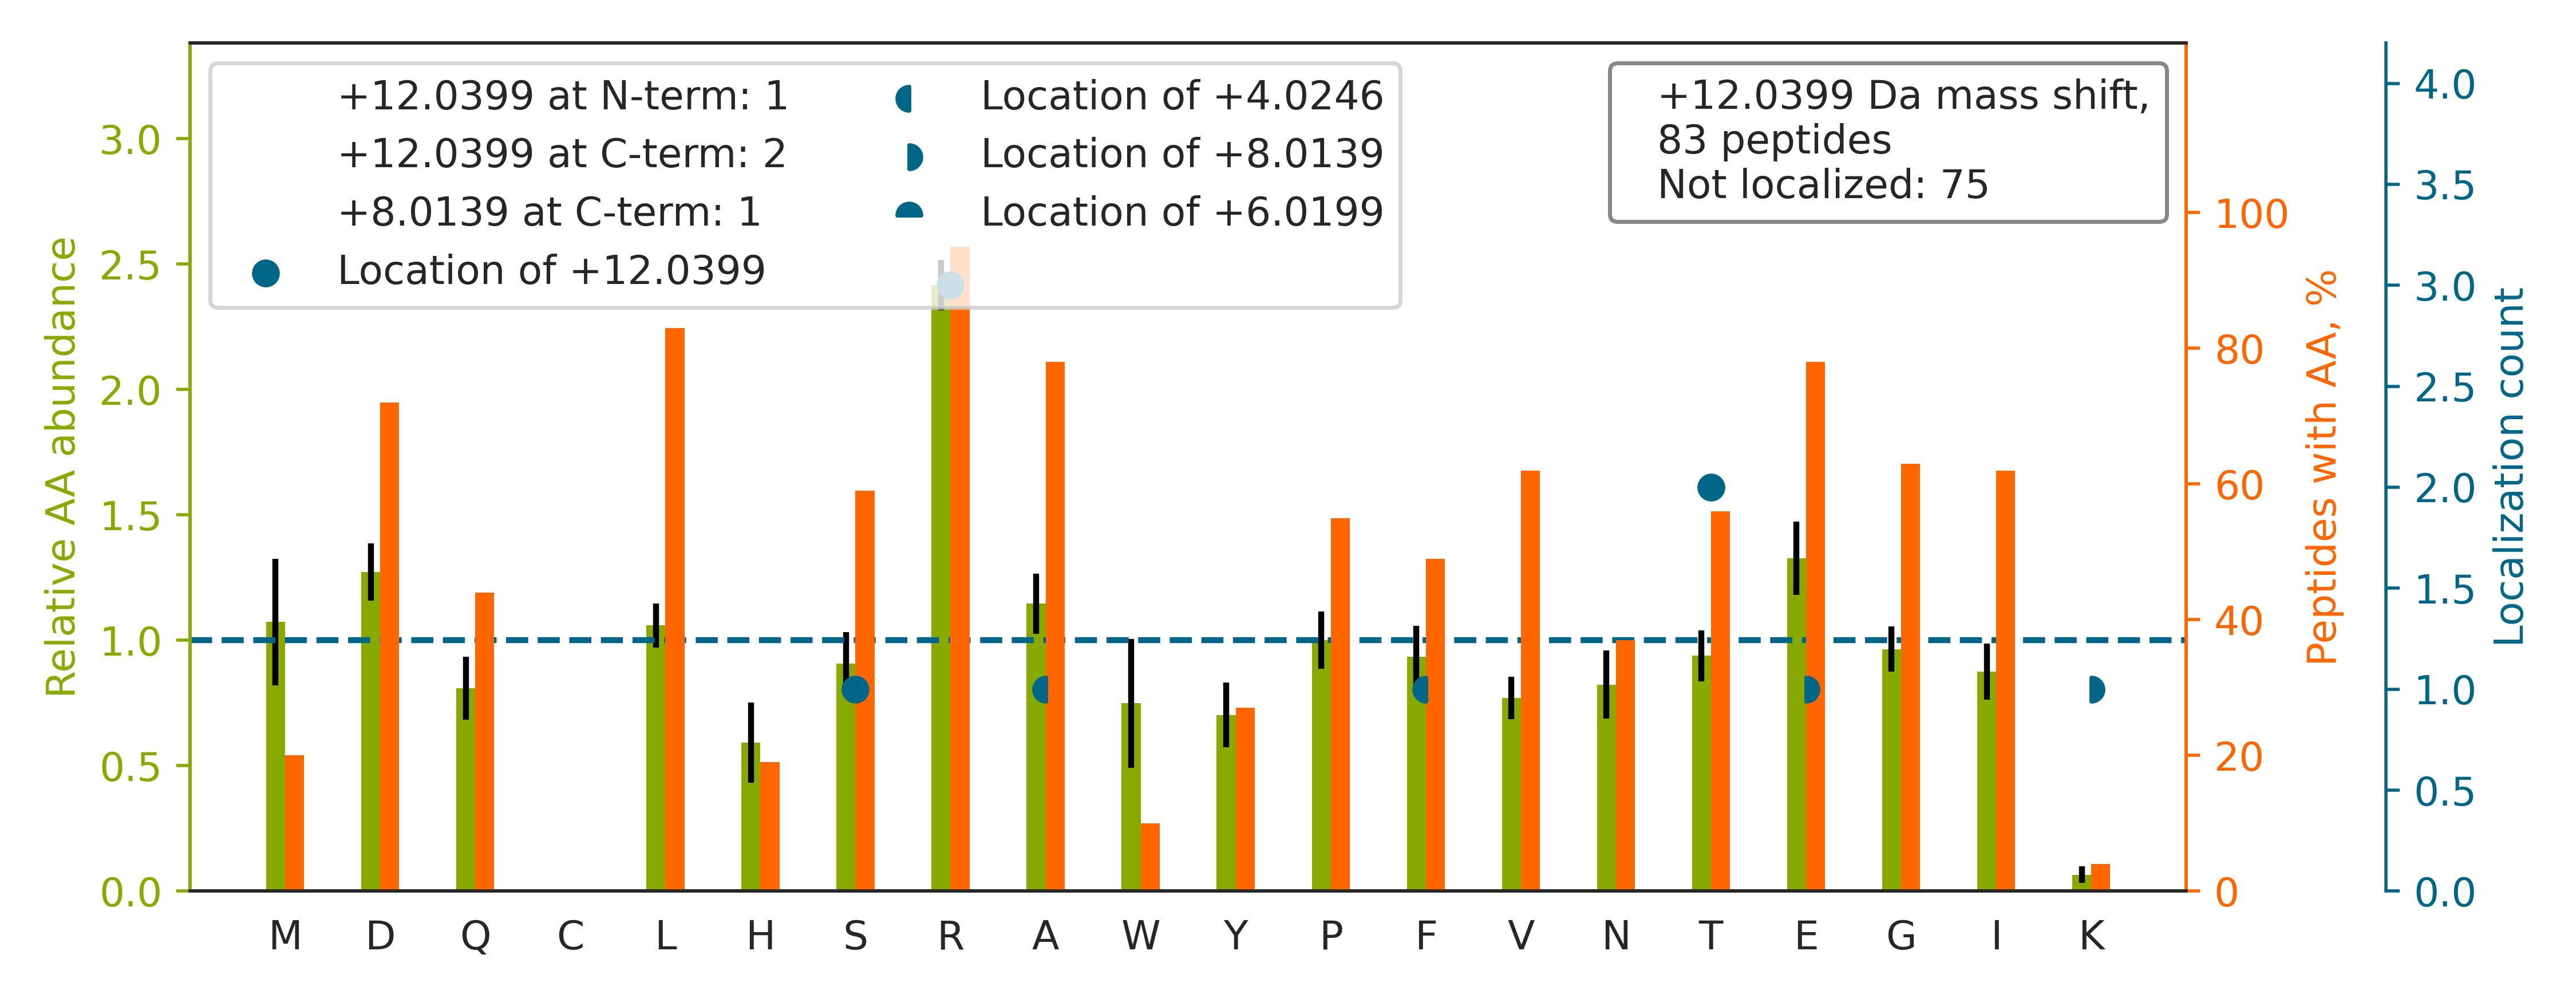 +12.0399 at N-term: 1
+12.0399 at C-term: 2
+8.0139 at C-term: 1
Location of +12.0399
Location of +4.0246
Location of +8.0139
Location of +6.0199
+12.0399 Da mass shift,
83 peptides
Not localized: 75
Relative AA abundance
3.0
2.5
2.0
1.5
1.0
0.5
0.0
Peptides with AA, %
100
80
60
40
20
0
Localization count
4.0
3.5
3.0
2.5
2.0
1.5
1.0
0.5
0.0
M D Q C L H S R A W Y P F V N T E G I K